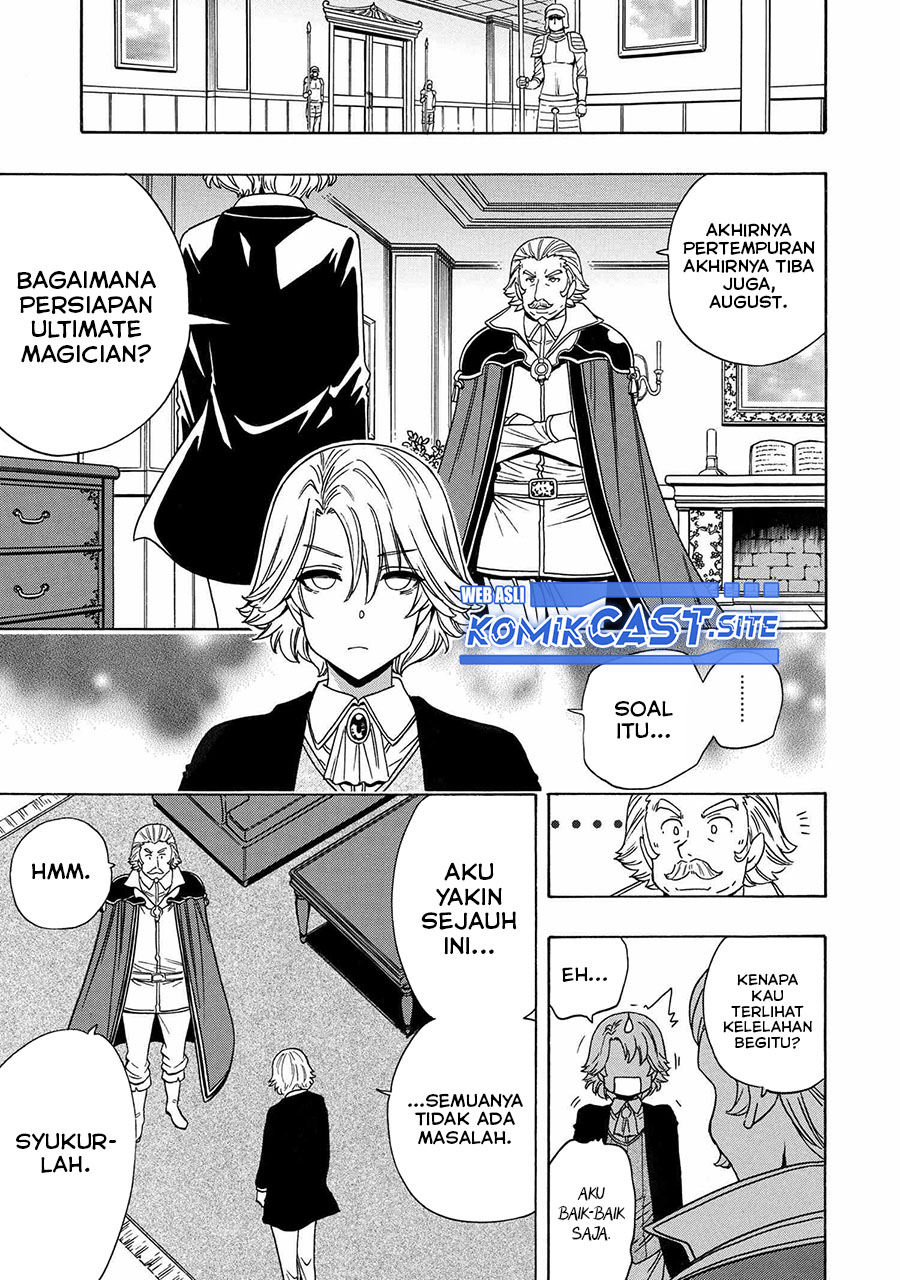 AKHIRNYA
PERTEMPURAN
AKHIRNYA TIBA
JUGA,
AUGUST.
BAGAIMANA
PERSIAPAN
ULTIMATE
MAGICIAN?
WEB ASLI
KOMIKCAST.SITE
..........
SOAL
ITU...
.....
KENAPA
KAU
TERLIHAT
KELELAHAN
BEGITU?
EH...
AKU
BAIK-BAIK
SAJA.
AKU
YAKIN
SEJAUH
INI...
...SEMUANYA
TIDAK ADA
MASALAH.
HMM.
SYUKUR-
LAH.